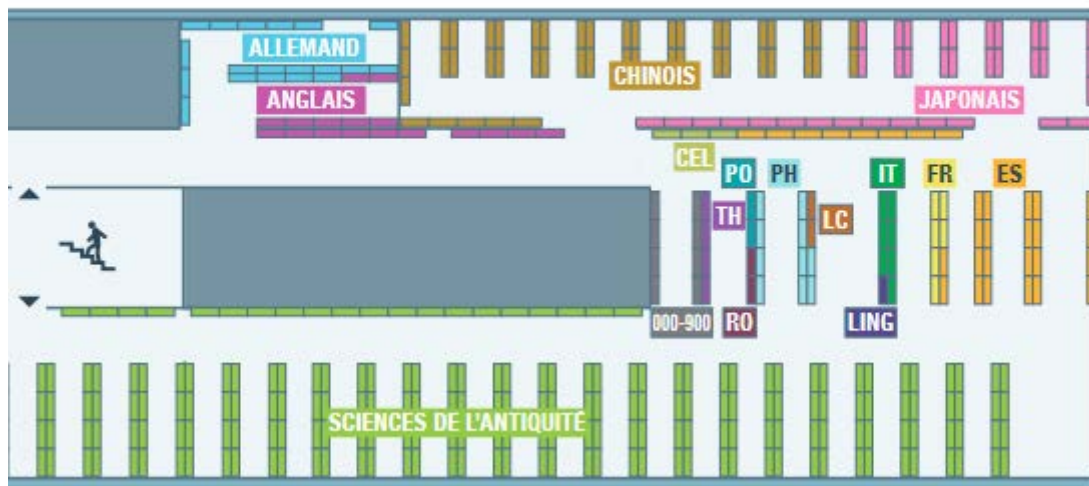 ALLEMAND
CHINOIS
ANGLAIS
JAPONAIS
CEL
PO
PH
IT
FR
ES
TH
LC
000-900
RO
LING
SCIENCES DE L'ANTIQUITÉ